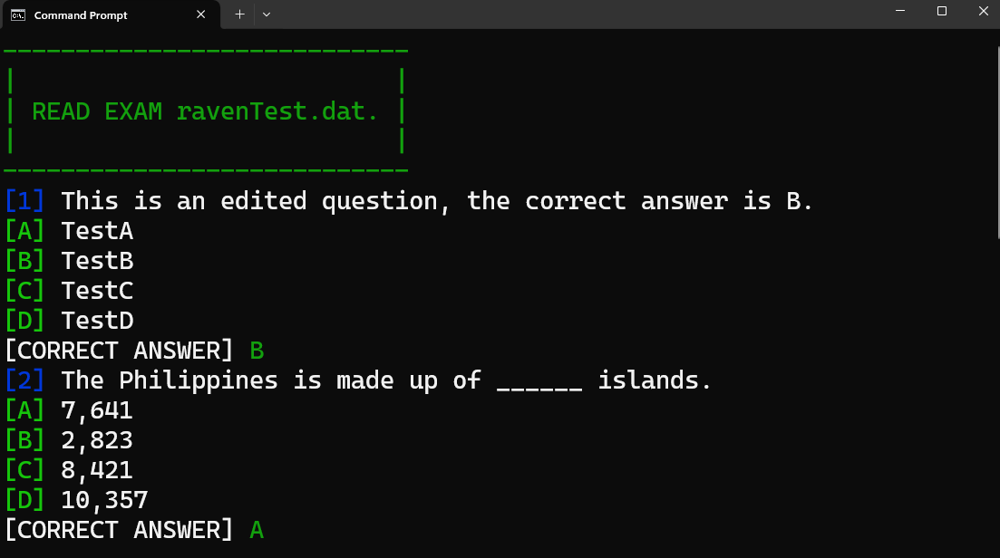 Command Prompt
READ EXAM ravenTest.dat.
[1] This is an edited question, the correct answer is B.
[A] TestA
[B] TestB
[C] TestC
[D] TestD
[CORRECT ANSWER] B
[2] The Philippines is made up of ______ islands.
[A] 7,641
[B] 2,823
[C] 8,421
[D] 10,357
[CORRECT ANSWER] A